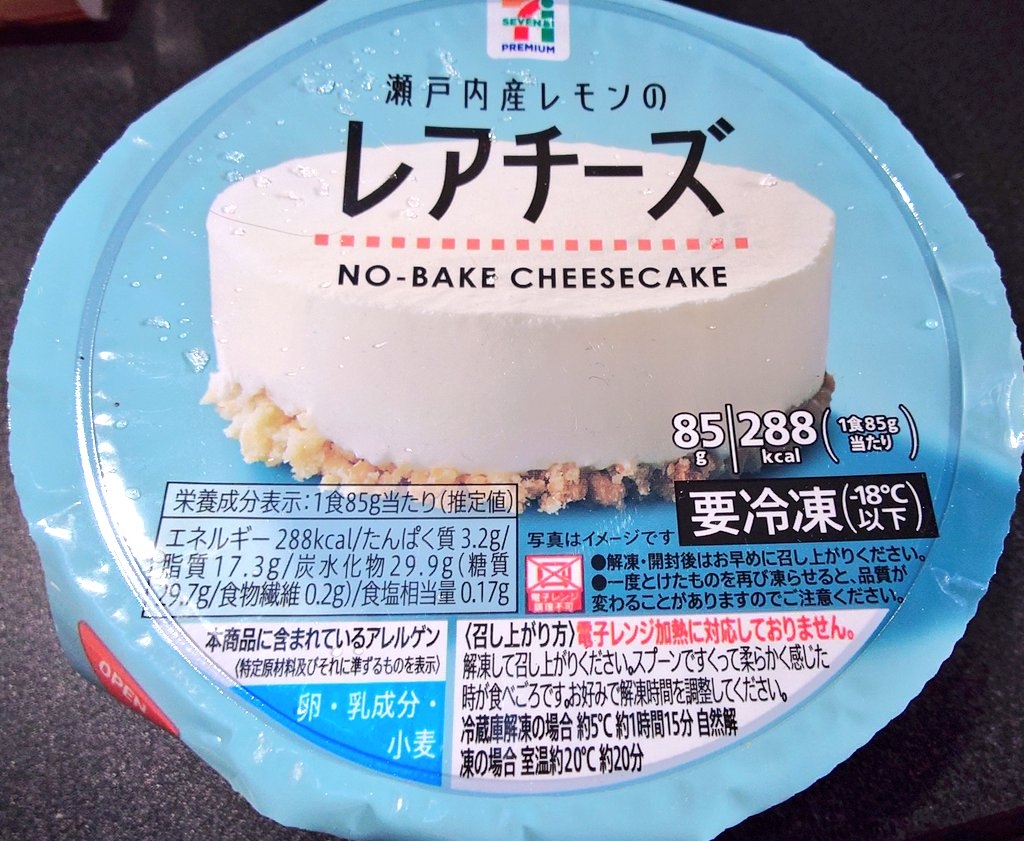 SEVEN&i
PREMIUM
瀬戸内産レモンの
レアチーズ
NO-BAKE CHEESECAKE
85g 288kcal (1食85g当たり)
要冷凍(-18℃以下)
栄養成分表示:1食85g当たり(推定値)
エネルギー 288kcal/たんぱく質 3.2g/
脂質 17.3g/炭水化物 29.9g(糖質
29.7g/食物繊維 0.2g)/食塩相当量 0.17g
写真はイメージです
電子レンジ
調理不可
●解凍・開封後はお早めに召し上がりください。
●一度とけたものを再び凍らせると、品質が
変わることがありますのでご注意ください。
本商品に含まれているアレルゲン
(特定原材料及びそれに準ずるものを表示)
卵・乳成分・
小麦
〈召し上がり方〉電子レンジ加熱に対応しておりません。
解凍して召し上がりください。スプーンですくって柔らかく感じた
時が食べごろです。お好みで解凍時間を調整してください。
冷蔵庫解凍の場合 約5℃ 約1時間15分 自然解
凍の場合 室温約20℃ 約20分
OPEN